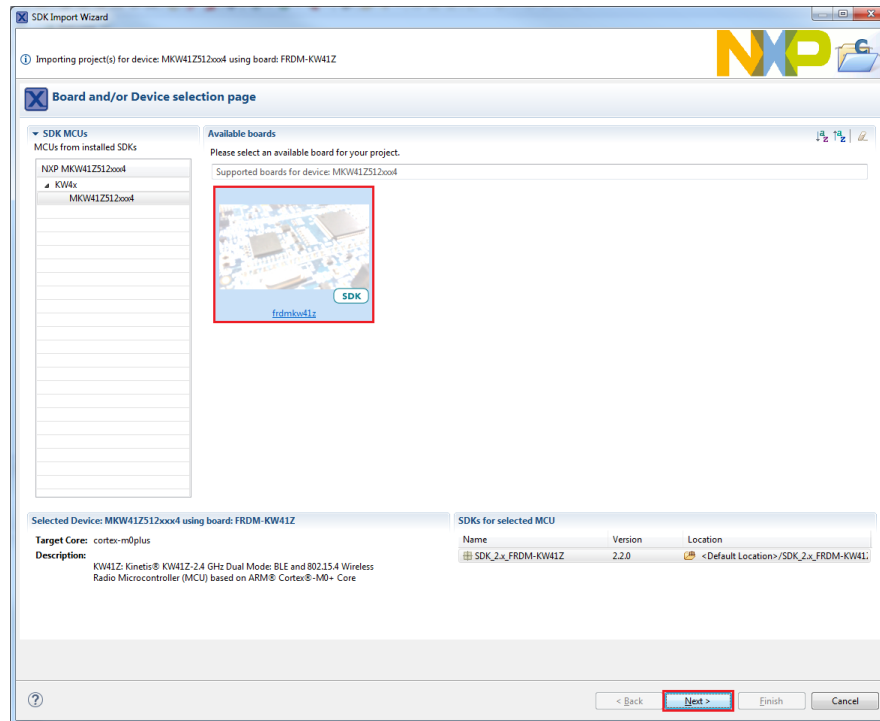 SDK Import Wizard
Importing project(s) for device: MKW41Z512xxx4 using board: FRDM-KW41Z
NXP
Board and/or Device selection page
SDK MCUs
MCUs from installed SDKs
NXP MKW41Z512xxx4
KW4x
MKW41Z512xxx4
Available boards
Please select an available board for your project.
Supported boards for device: MKW41Z512xxx4
SDK
frdmkw41z
Selected Device: MKW41Z512xxx4 using board: FRDM-KW41Z
Target Core: cortex-m0plus
Description:
KW41Z: Kinetis® KW41Z-2.4 GHz Dual Mode: BLE and 802.15.4 Wireless
Radio Microcontroller (MCU) based on ARM® Cortex®-M0+ Core
SDKs for selected MCU
Name Version Location
SDK_2.x_FRDM-KW41Z 2.2.0 <Default Location>/SDK_2.x_FRDM-KW41
< Back Next > Finish Cancel